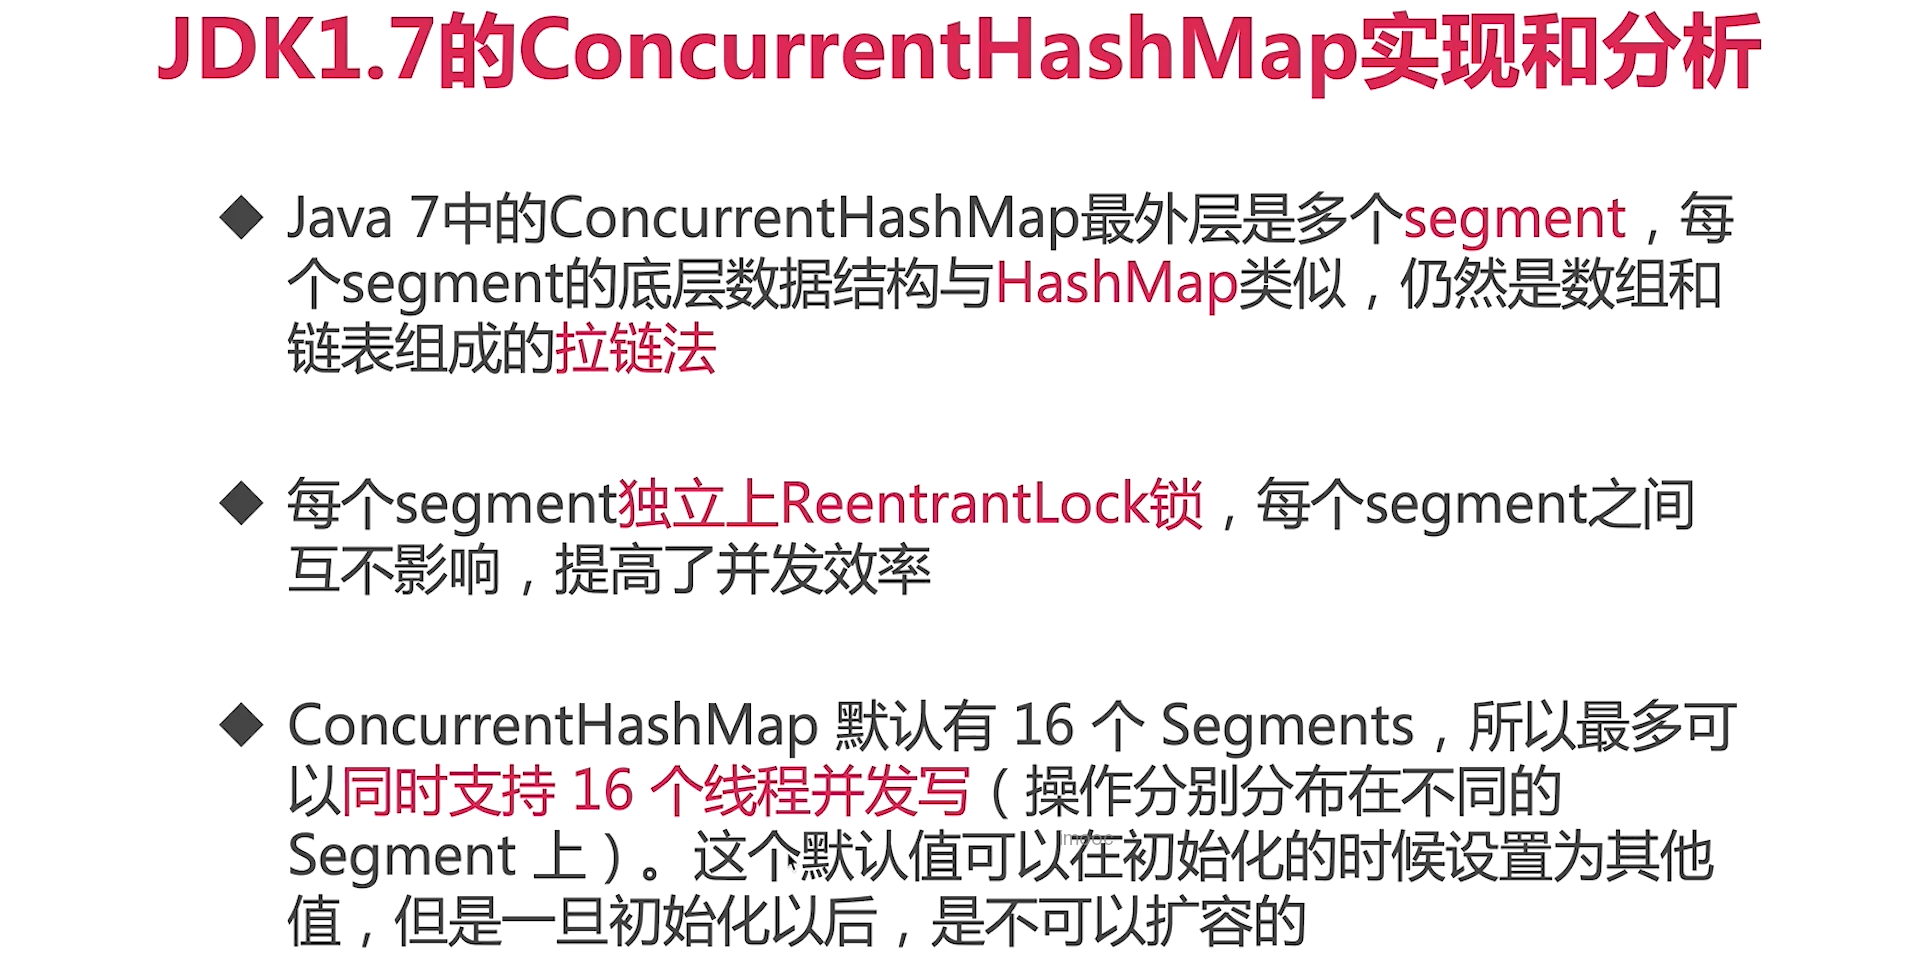 JDK1.7的ConcurrentHashMap实现和分析
◆ Java 7中的ConcurrentHashMap最外层是多个segment，每
个segment的底层数据结构与HashMap类似，仍然是数组和
链表组成的拉链法
◆ 每个segment独立上ReentrantLock锁，每个segment之间
互不影响，提高了并发效率
◆ ConcurrentHashMap 默认有 16 个 Segments，所以最多可
以同时支持 16 个线程并发写（操作分别分布在不同的
Segment 上）。这个默认值可以在初始化的时候设置为其他
值，但是一旦初始化以后，是不可以扩容的
imooc